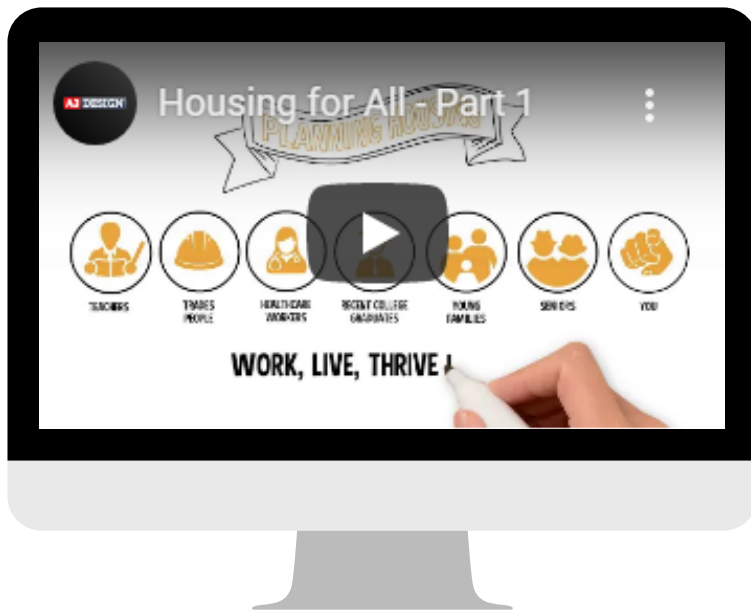 AJ DESIGN
Housing for All - Part 1
PLANNING HOUSING
TEACHERS
TRADES
PEOPLE
HEALTHCARE
WORKERS
RECENT COLLEGE
GRADUATES
YOUNG
FAMILIES
SENIORS
YOU
WORK, LIVE, THRIVE